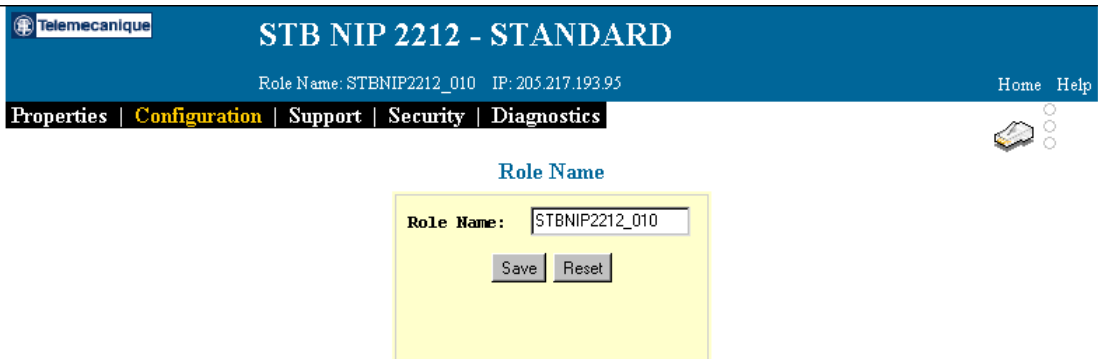 Telemecanique
STB NIP 2212 - STANDARD
Role Name: STBNIP2212_010 IP: 205.217.193.95
Home Help
Properties | Configuration | Support | Security | Diagnostics
Role Name
Role Name: STBNIP2212_010
Save Reset